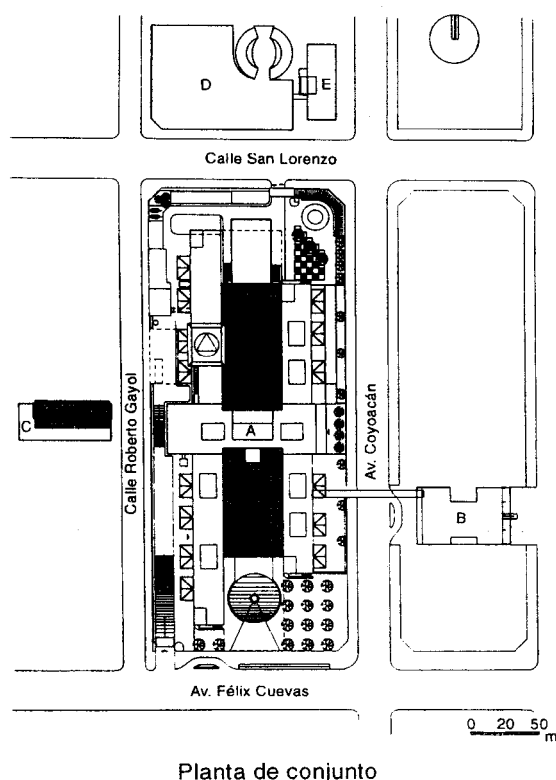 D
E
Calle San Lorenzo
Calle Roberto Gayol
Av. Coyoacán
C
A
B
Av. Félix Cuevas
0 20 50
m
Planta de conjunto